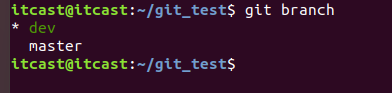 itcast@itcast:~/git_test$ git branch
* dev
  master
itcast@itcast:~/git_test$